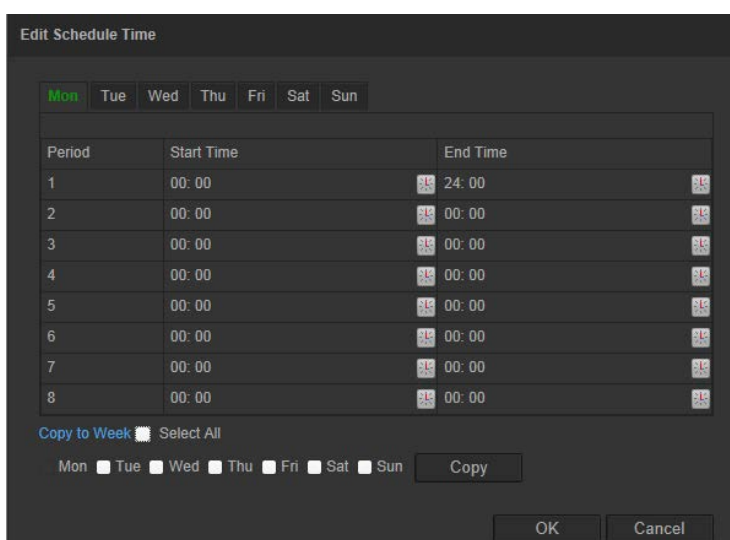 Edit Schedule Time
Mon Tue Wed Thu Fri Sat Sun
Period Start Time End Time
1 00: 00 24: 00
2 00: 00 00: 00
3 00: 00 00: 00
4 00: 00 00: 00
5 00: 00 00: 00
6 00: 00 00: 00
7 00: 00 00: 00
8 00: 00 00: 00
Copy to Week Select All
Mon Tue Wed Thu Fri Sat Sun Copy
OK Cancel